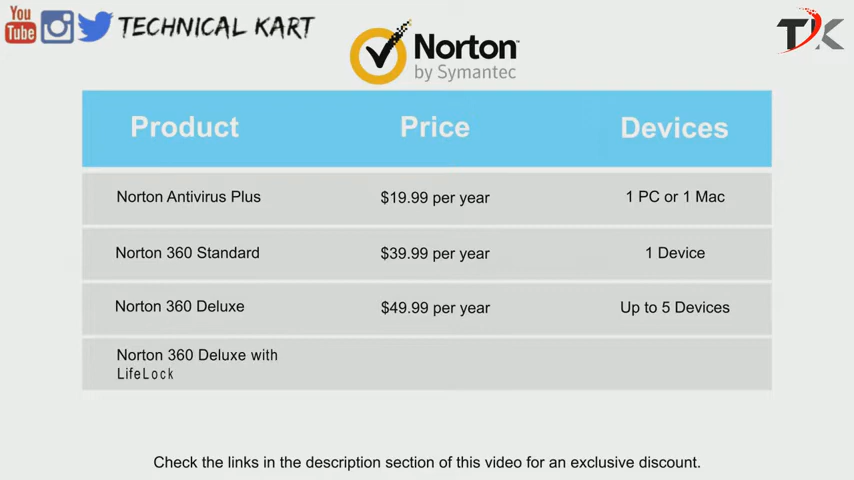 You
Tube
TECHNICAL KART
TK
Norton
by Symantec
Product Price Devices
Norton Antivirus Plus $19.99 per year 1 PC or 1 Mac
Norton 360 Standard $39.99 per year 1 Device
Norton 360 Deluxe $49.99 per year Up to 5 Devices
Norton 360 Deluxe with
LifeLock
Check the links in the description section of this video for an exclusive discount.